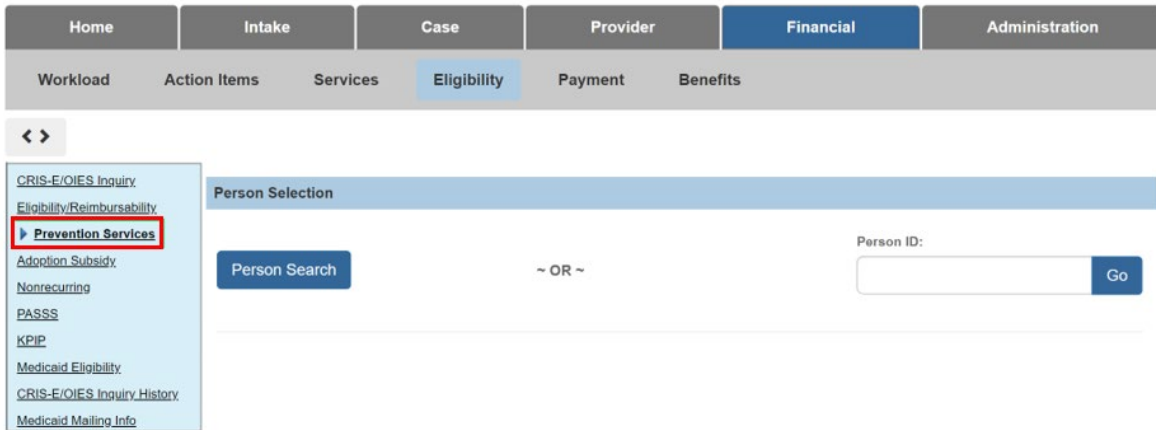 Home Intake Case Provider Financial Administration
Workload Action Items Services Eligibility Payment Benefits
CRIS-E/OIES Inquiry
Eligibility/Reimbursability
Prevention Services
Adoption Subsidy
Nonrecurring
PASSS
KPIP
Medicaid Eligibility
CRIS-E/OIES Inquiry History
Medicaid Mailing Info
Person Selection
Person ID:
Person Search ~ OR ~ Go